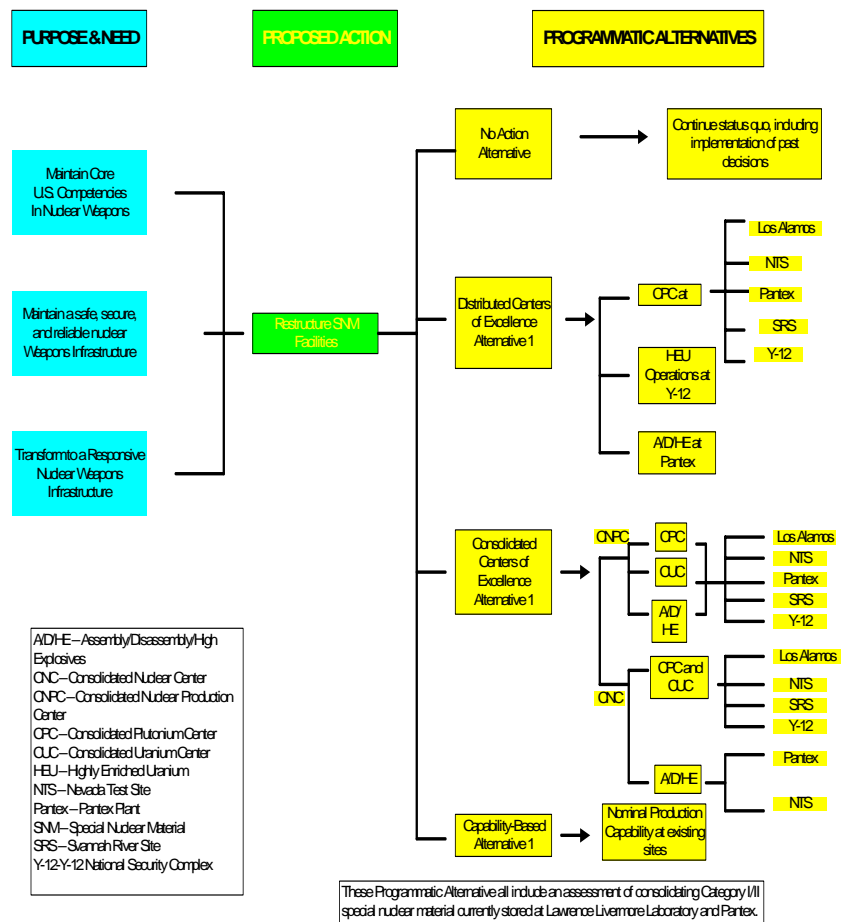 PURPOSE & NEED
PROPOSED ACTION
PROGRAMMATIC ALTERNATIVES
Maintain Core
U.S. Competencies
In Nuclear Weapons
Maintain a safe, secure,
and reliable nuclear
Weapons Infrastructure
Transform to a Responsive
Nuclear Weapons
Infrastructure
Restructure SNM
Facilities
No Action
Alternative
Continue status quo, including
implementation of past
decisions
Distributed Centers
of Excellence
Alternative 1
CPC at
Los Alamos
NTS
Pantex
SRS
Y-12
HEU
Operations at
Y-12
A/D/HE at
Pantex
Consolidated
Centers of
Excellence
Alternative 1
CNPC
CPC
CUC
A/D/
HE
Los Alamos
NTS
Pantex
SRS
Y-12
CNC
CPC and
CUC
Los Alamos
NTS
SRS
Y-12
A/D/HE
Pantex
NTS
Capability-Based
Alternative 1
Nominal Production
Capability at existing
sites
A/D/HE – Assembly/Disassembly/High
Explosives
CNC – Consolidated Nuclear Center
CNPC – Consolidated Nuclear Production
Center
CPC – Consolidated Plutonium Center
CUC – Consolidated Uranium Center
HEU – Highly Enriched Uranium
NTS – Nevada Test Site
Pantex – Pantex Plant
SNM – Special Nuclear Material
SRS – Svannah River Site
Y-12-Y-12 National Security Complex
These Programmatic Alternative all include an assessment of consolidating Category I/II
special nuclear material currently stored at Lawrence Livermore Laboratory and Pantex.